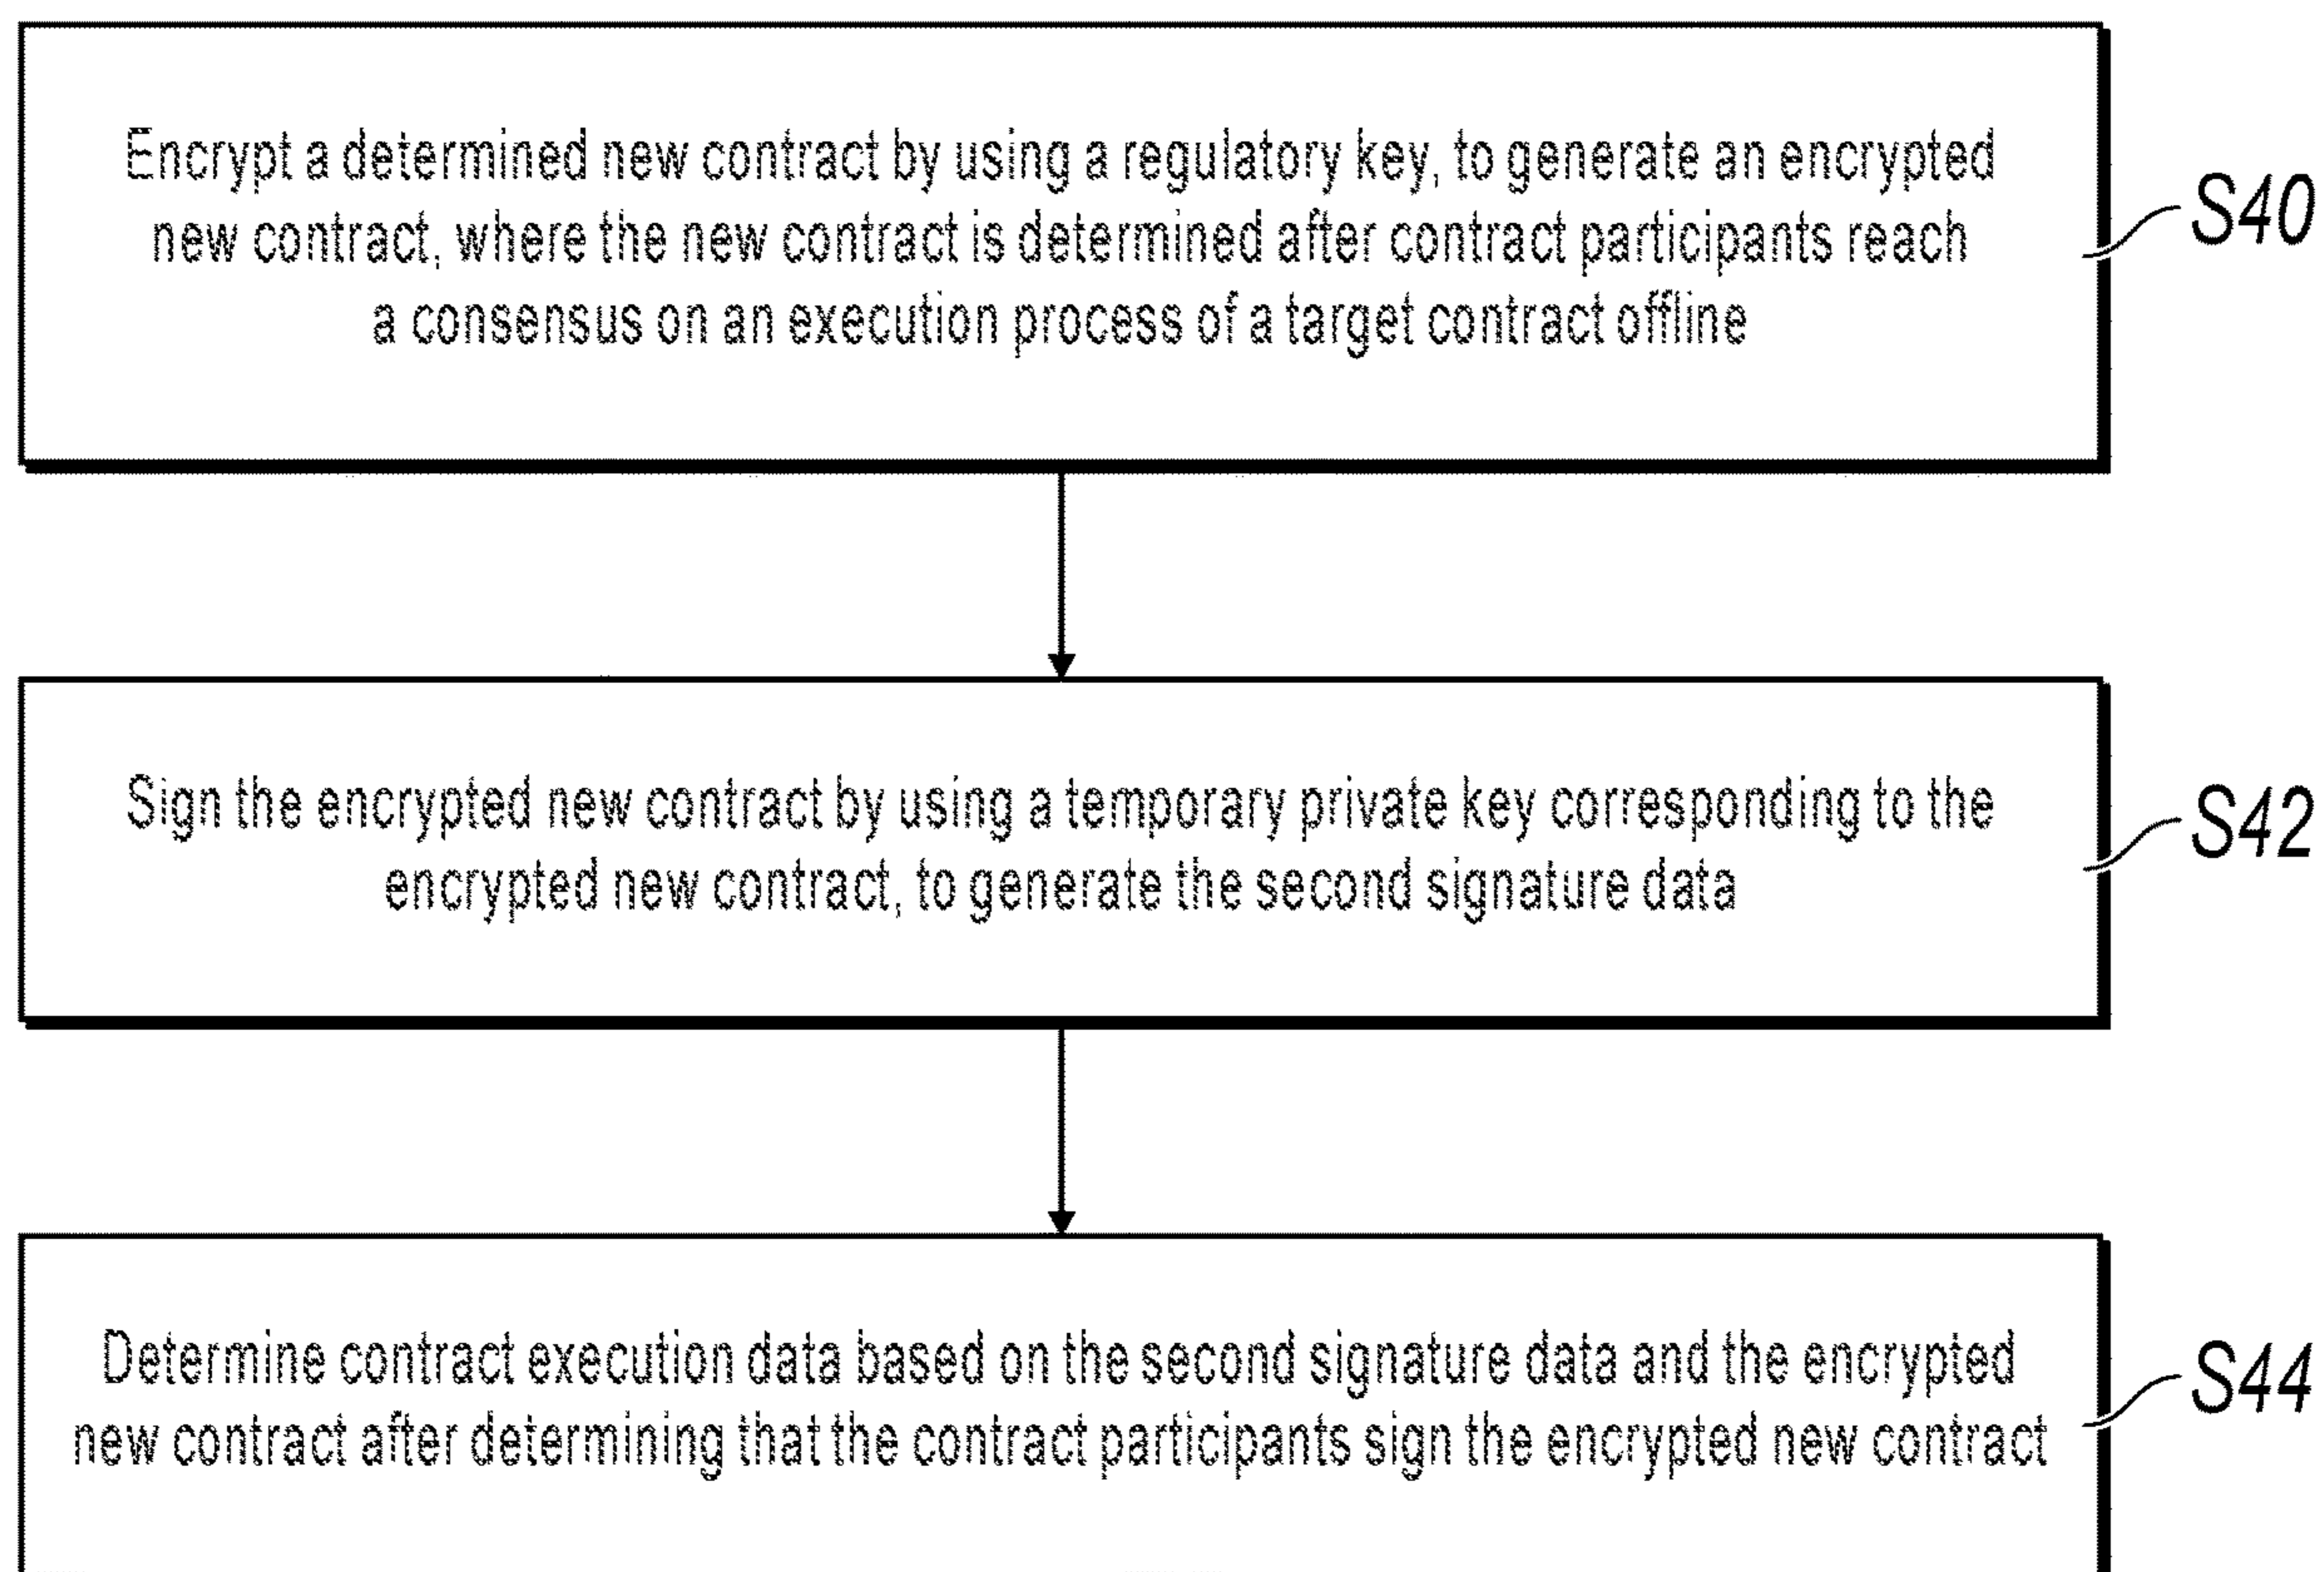 Encrypt a determined new contract by using a regulatory key, to generate an encrypted
new contract, where the new contract is determined after contract participants reach
a consensus on an execution process of a target contract offline
S40
Sign the encrypted new contract by using a temporary private key corresponding to the
encrypted new contract, to generate the second signature data
S42
Determine contract execution data based on the second signature data and the encrypted
new contract after determining that the contract participants sign the encrypted new contract
S44